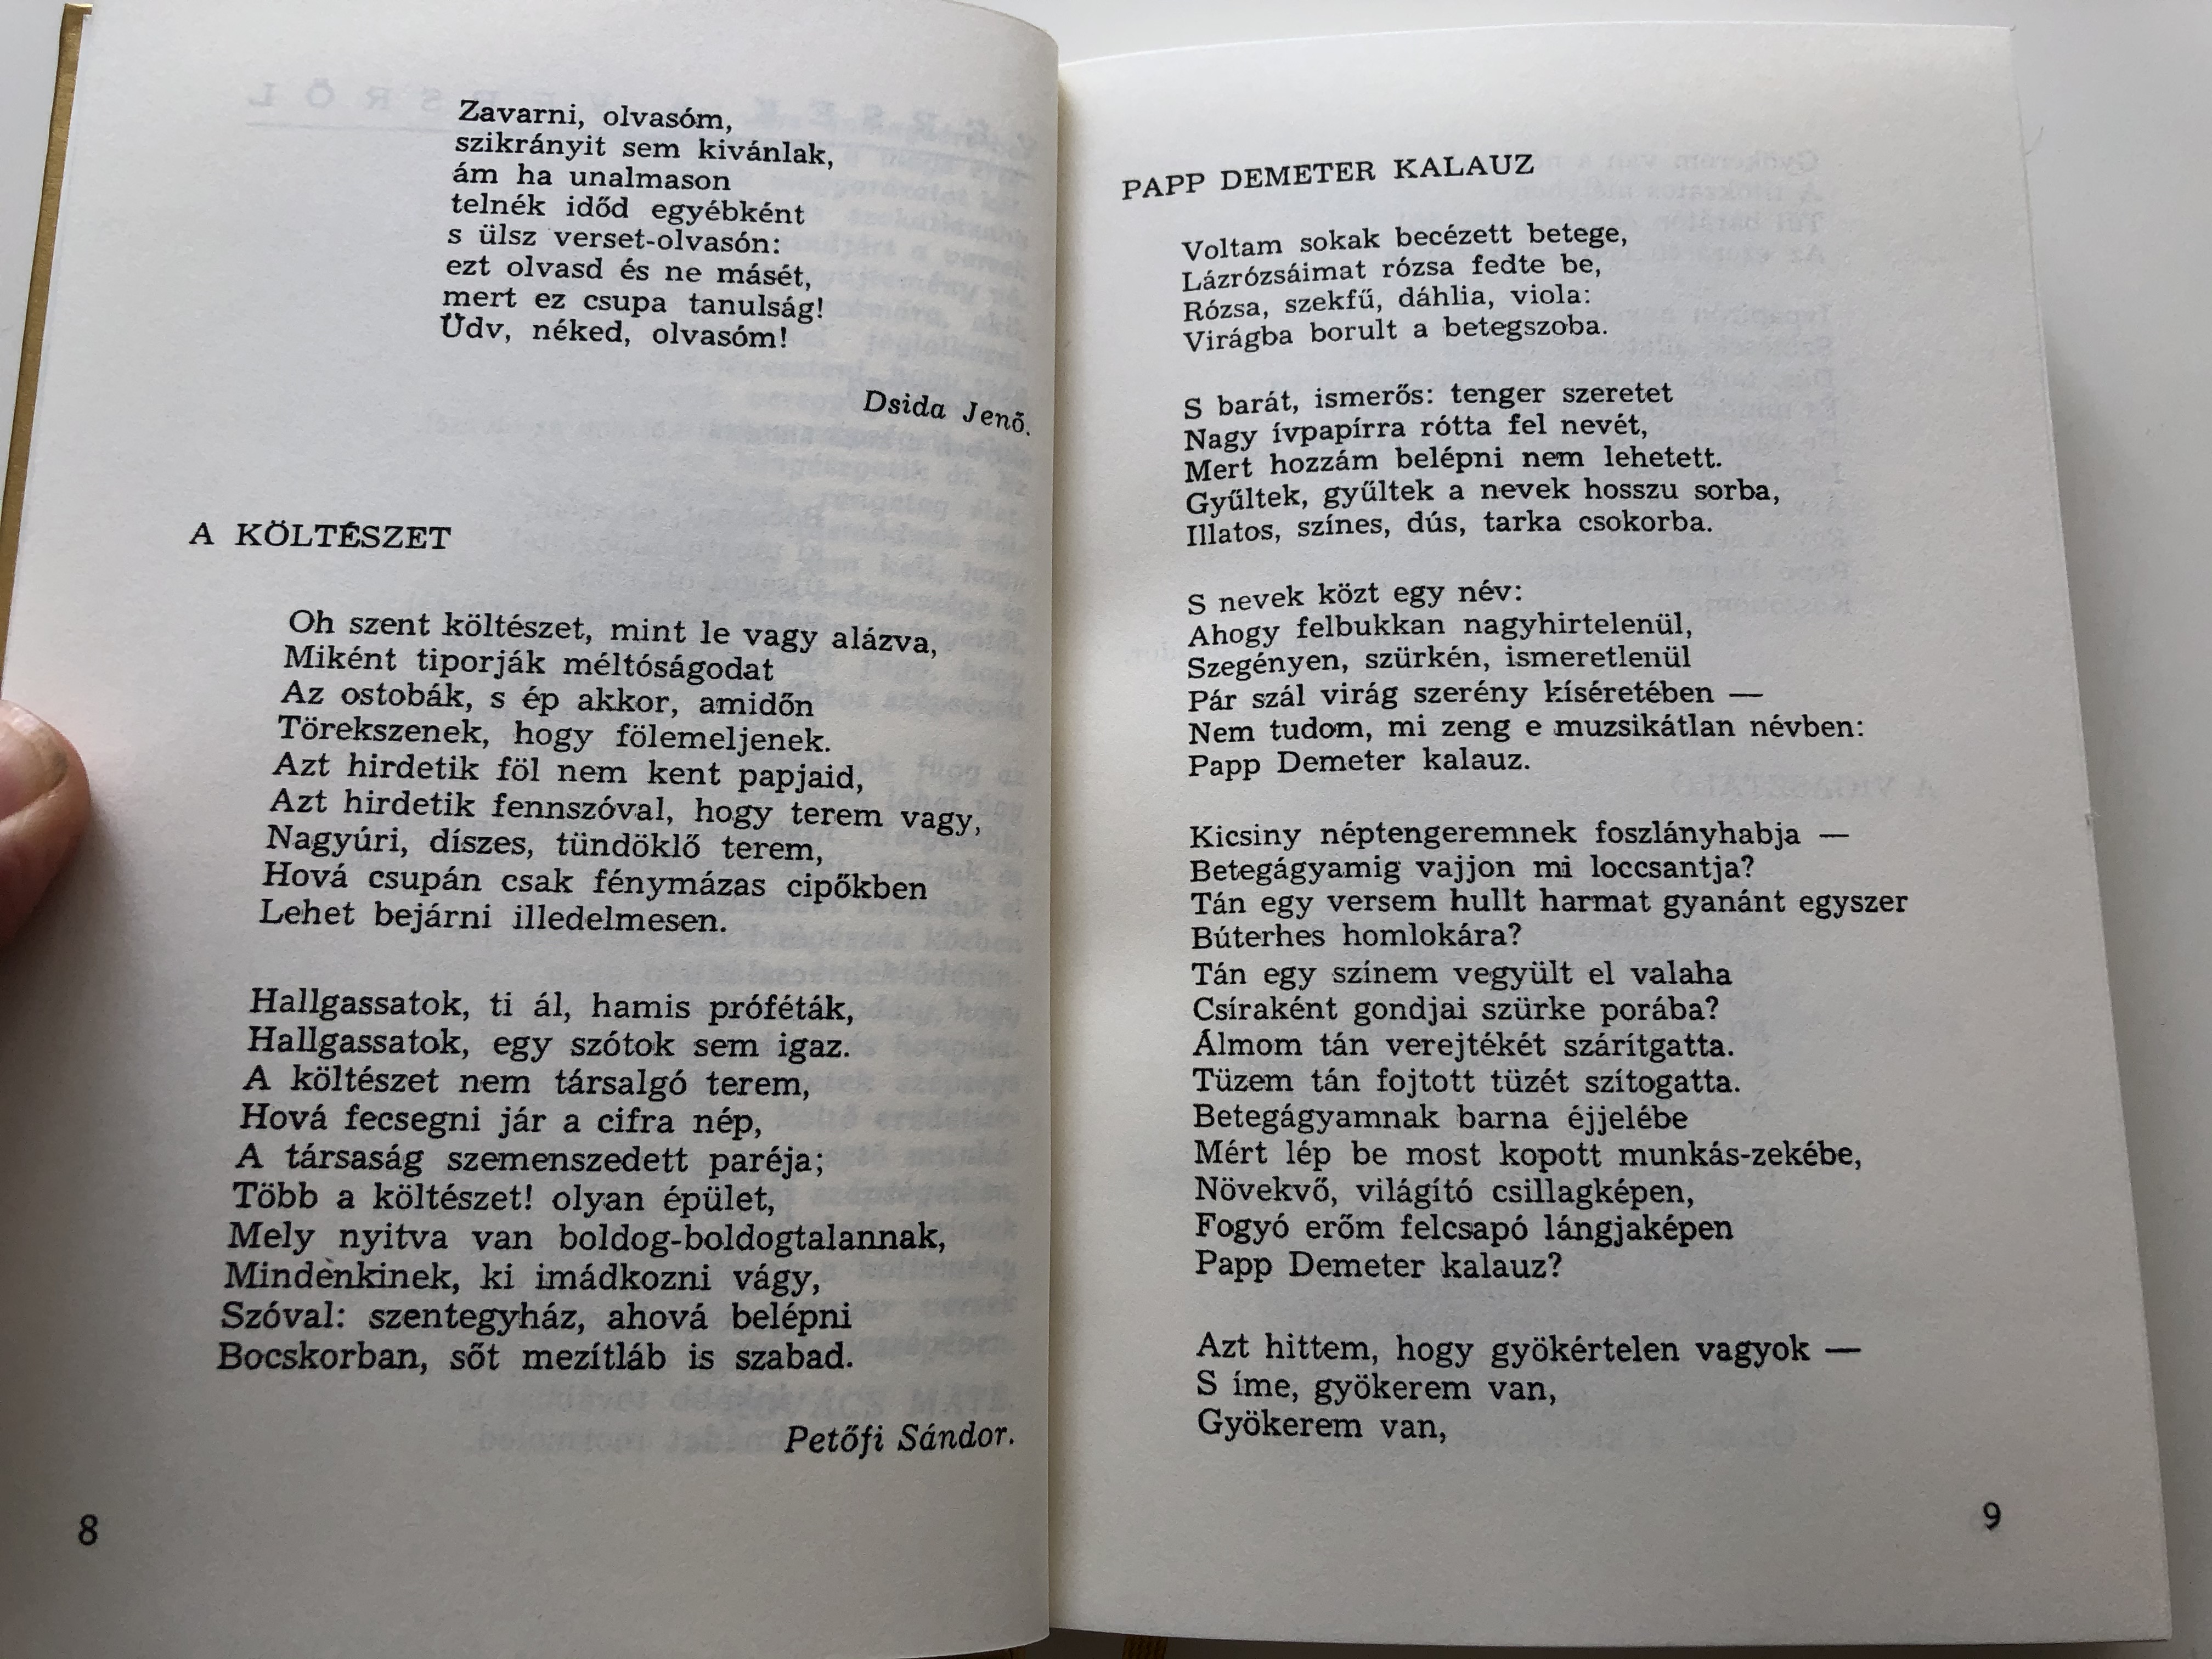 Zavarni, olvasóm,
szikrányit sem kivánlak,
ám ha unalmason
telnék időd egyébként
s ülsz verset-olvasón:
ezt olvasd és ne másét,
mert ez csupa tanulság!
Üdv, néked, olvasóm!
Dsida Jenő.
A KÖLTÉSZET
Oh szent költészet, mint le vagy alázva,
Miként tiporják méltóságodat
Az ostobák, s ép akkor, amidőn
Törekszenek, hogy fölemeljenek.
Azt hirdetik föl nem kent papjaid,
Azt hirdetik fennszóval, hogy terem vagy,
Nagyúri, díszes, tündöklő terem,
Hová csupán csak fénymázas cipőkben
Lehet bejárni illedelmesen.
Hallgassatok, ti ál, hamis próféták,
Hallgassatok, egy szótok sem igaz.
A költészet nem társalgó terem,
Hová fecsegni jár a cifra nép,
A társaság szemenszedett paréja;
Több a költészet! olyan épület,
Mely nyitva van boldog-boldogtalannak,
Mindenkinek, ki imádkozni vágy,
Szóval: szentegyház, ahová belépni
Bocskorban, sőt mezítláb is szabad.
Petőfi Sándor.
8
PAPP DEMETER KALAUZ
Voltam sokak becézett betege,
Lázrózsáimat rózsa fedte be,
Rózsa, szekfű, dáhlia, viola:
Virágba borult a betegszoba.
S barát, ismerős: tenger szeretet
Nagy ívpapírra rótta fel nevét,
Mert hozzám belépni nem lehetett.
Gyűltek, gyűltek a nevek hosszu sorba,
Illatos, színes, dús, tarka csokorba.
S nevek közt egy név:
Ahogy felbukkan nagyhirtelenül,
Szegényen, szürkén, ismeretlenül
Pár szál virág szerény kíséretében —
Nem tudom, mi zeng e muzsikátlan névben:
Papp Demeter kalauz.
Kicsiny néptengeremnek foszlányhabja —
Betegágyamig vajjon mi loccsantja?
Tán egy versem hullt harmat gyanánt egyszer
Búterhes homlokára?
Tán egy színem vegyült el valaha
Csíraként gondjai szürke porába?
Álmom tán verejtékét szárítgatta.
Tüzem tán fojtott tüzét szítogatta.
Betegágyamnak barna éjjelébe
Mért lép be most kopott munkás-zekébe,
Növekvő, világító csillagképen,
Fogyó erőm felcsapó lángjaképen
Papp Demeter kalauz?
Azt hittem, hogy gyökértelen vagyok —
S íme, gyökerem van,
Gyökerem van,
9